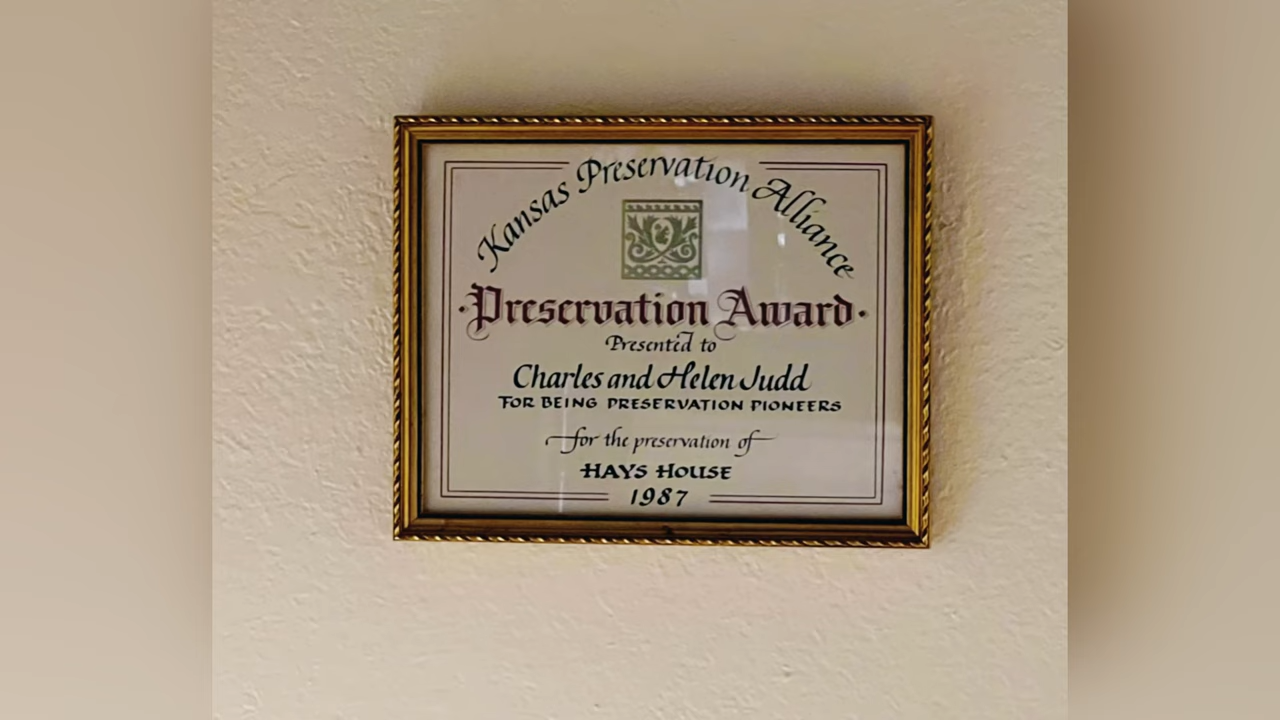 Kansas Preservation Alliance
·Preservation Award·
Presented to
Charles and Helen Judd
FOR BEING PRESERVATION PIONEERS
for the preservation of
HAYS HOUSE
1987